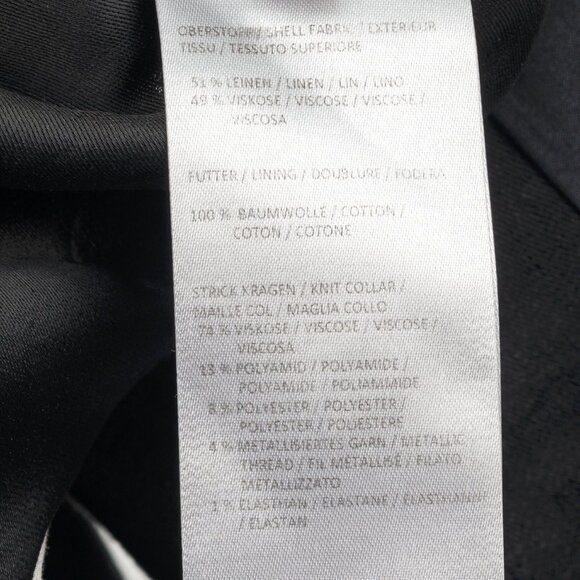 OBERSTOFF / SHELL FABRIC / EXTÉRIEUR
TISSU / TESSUTO SUPERIORE
51 % LEINEN / LINEN / LIN / LINO
49 % VISKOSE / VISCOSE / VISCOSE /
VISCOSA
FUTTER / LINING / DOUBLURE / FODERA
100 % BAUMWOLLE / COTTON /
COTON / COTONE
STRICK KRAGEN / KNIT COLLAR /
MAILLE COL / MAGLIA COLLO
74 % VISKOSE / VISCOSE / VISCOSE /
VISCOSA
13 % POLYAMID / POLYAMIDE /
POLYAMIDE / POLIAMMIDE
8 % POLYESTER / POLYESTER /
POLYESTER / POLIESTERE
4 % METALLISIERTES GARN / METALLIC
THREAD / FIL METALLISÉ / FILATO
METALLIZZATO
1 % ELASTHAN / ELASTANE / ELASTHANNE
/ ELASTAN